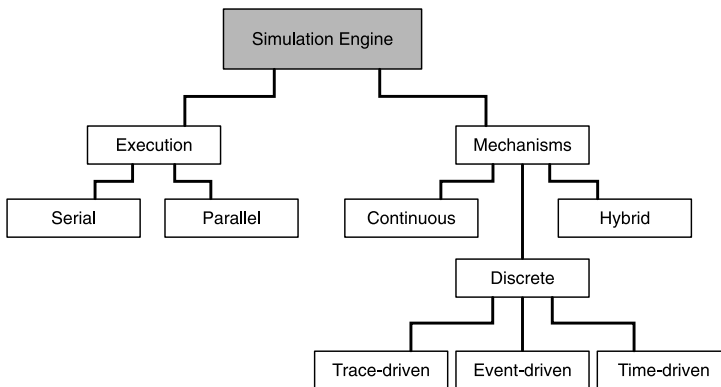 Simulation Engine
Execution
Mechanisms
Serial
Parallel
Continuous
Hybrid
Discrete
Trace-driven
Event-driven
Time-driven